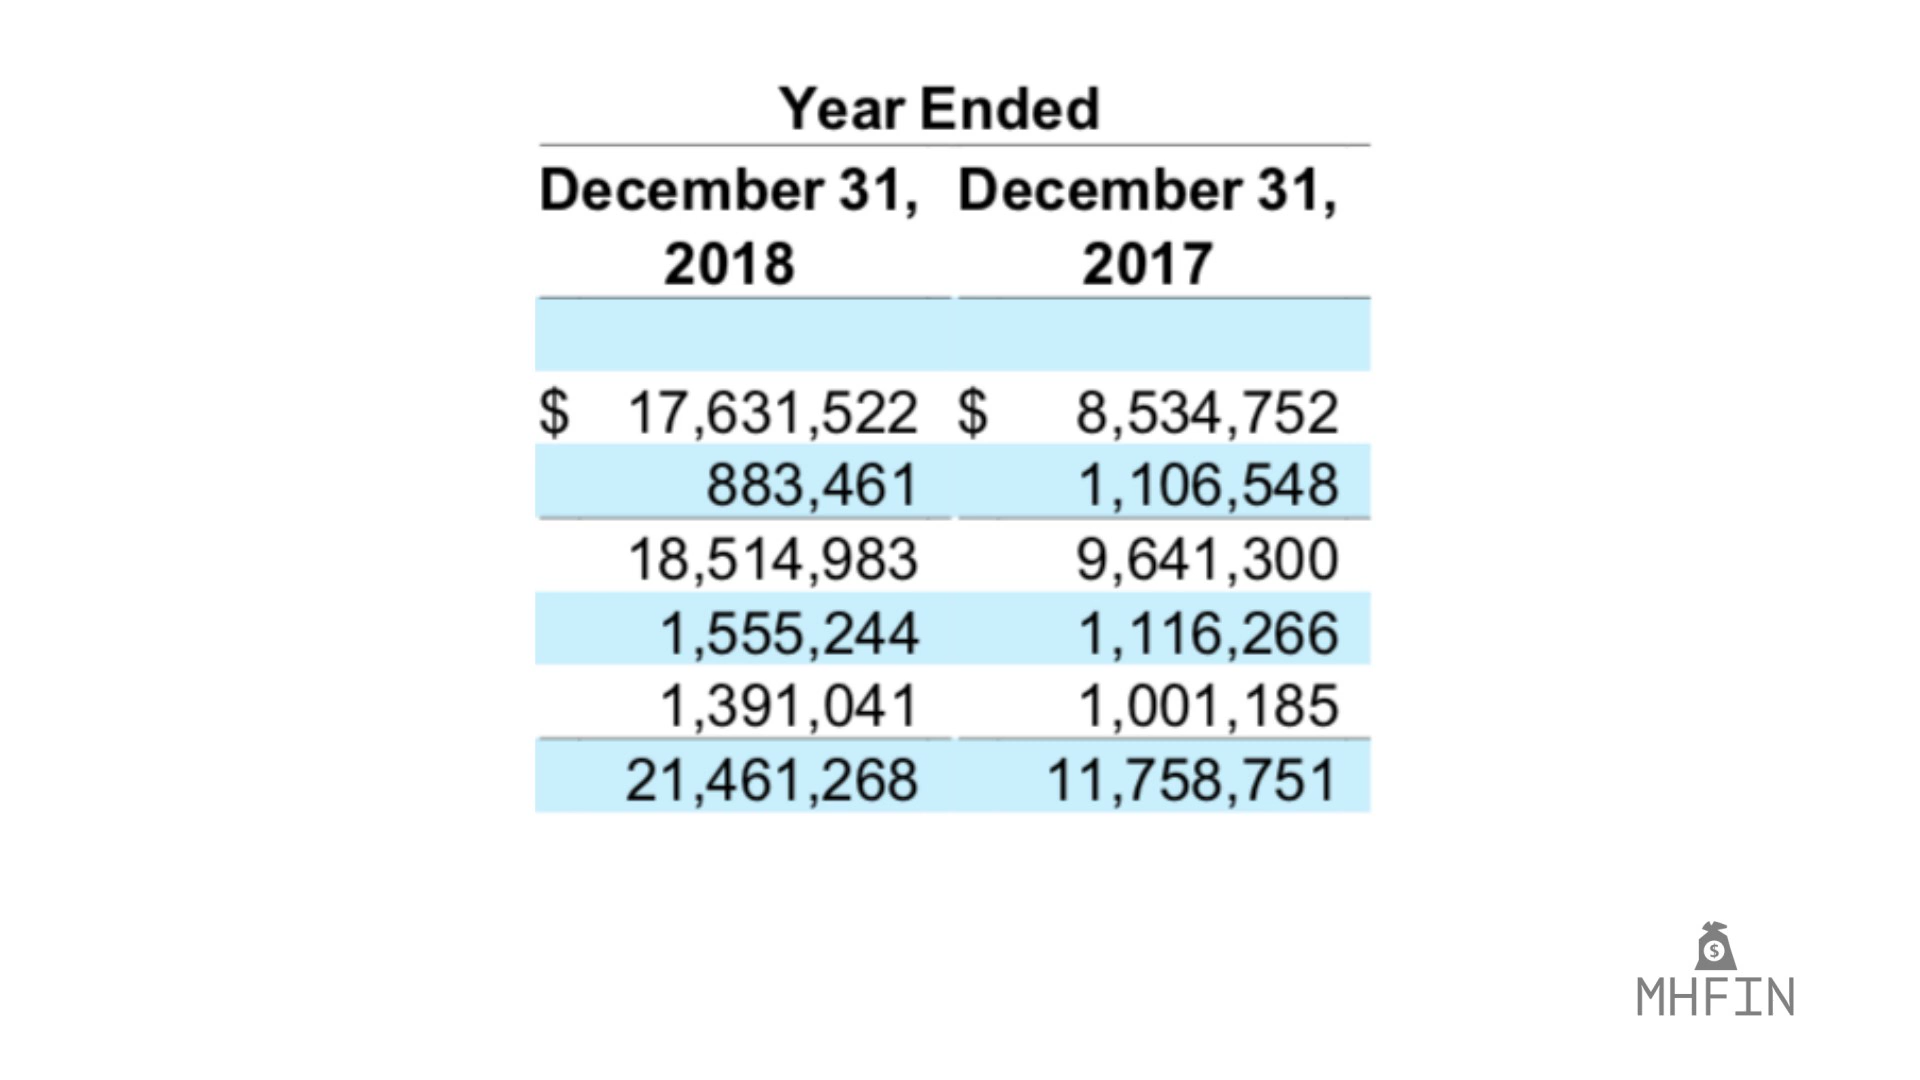 Year Ended
December 31, December 31,
2018 2017
$ 17,631,522 $ 8,534,752
883,461 1,106,548
18,514,983 9,641,300
1,555,244 1,116,266
1,391,041 1,001,185
21,461,268 11,758,751
$
MHFIN